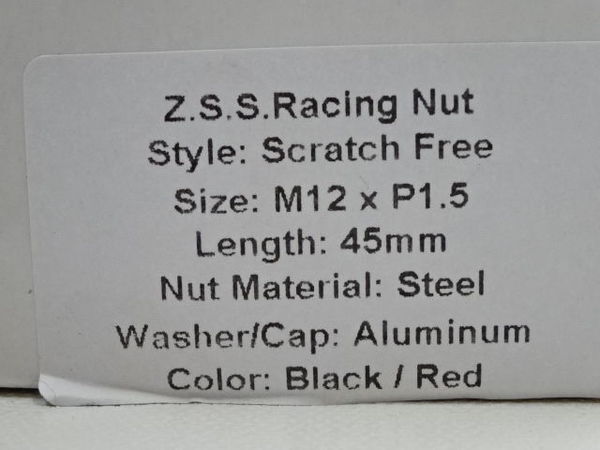 Z.S.S.Racing Nut
Style: Scratch Free
Size: M12 x P1.5
Length: 45mm
Nut Material: Steel
Washer/Cap: Aluminum
Color: Black / Red